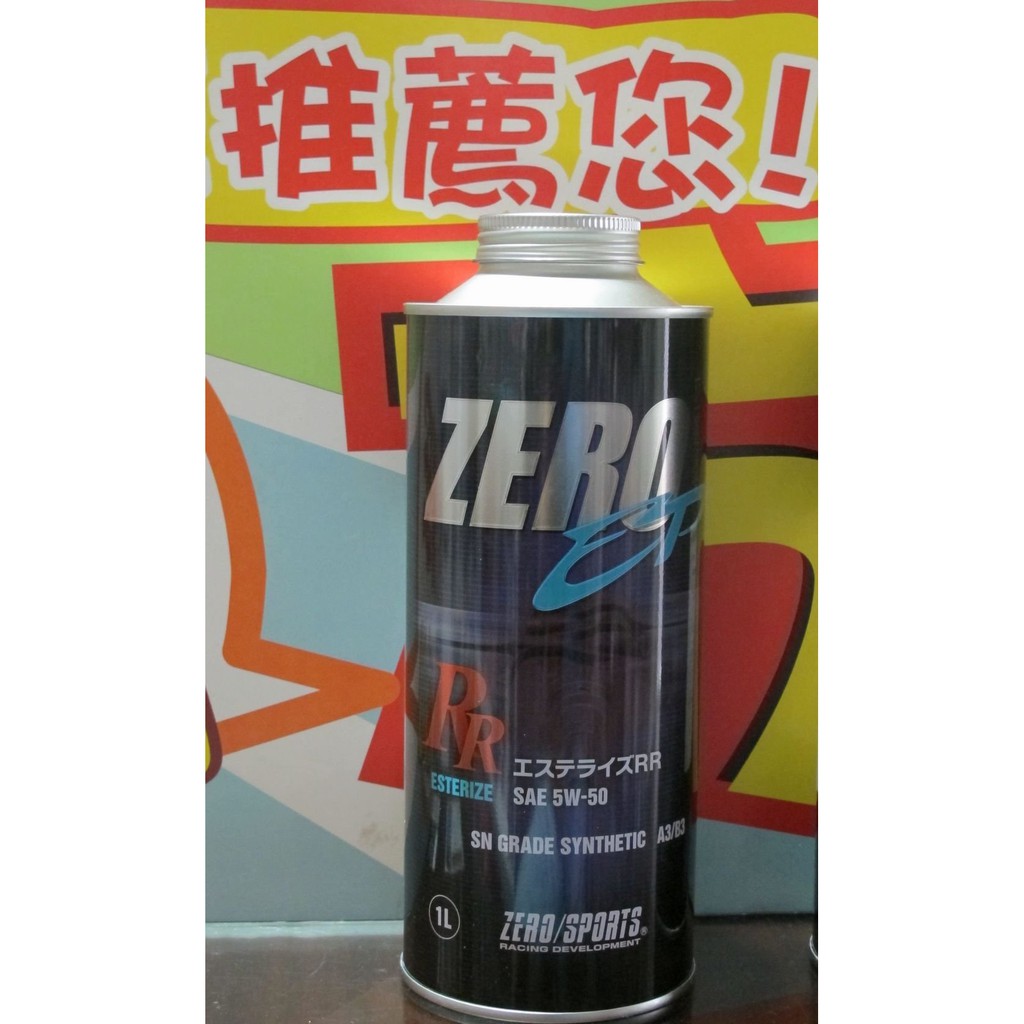 推薦您!
ZERO
EP
RR
ESTERIZE
エステライズRR
SAE 5W-50
SN GRADE SYNTHETIC A3/B3
1L
ZERO/SPORTS®
RACING DEVELOPMENT